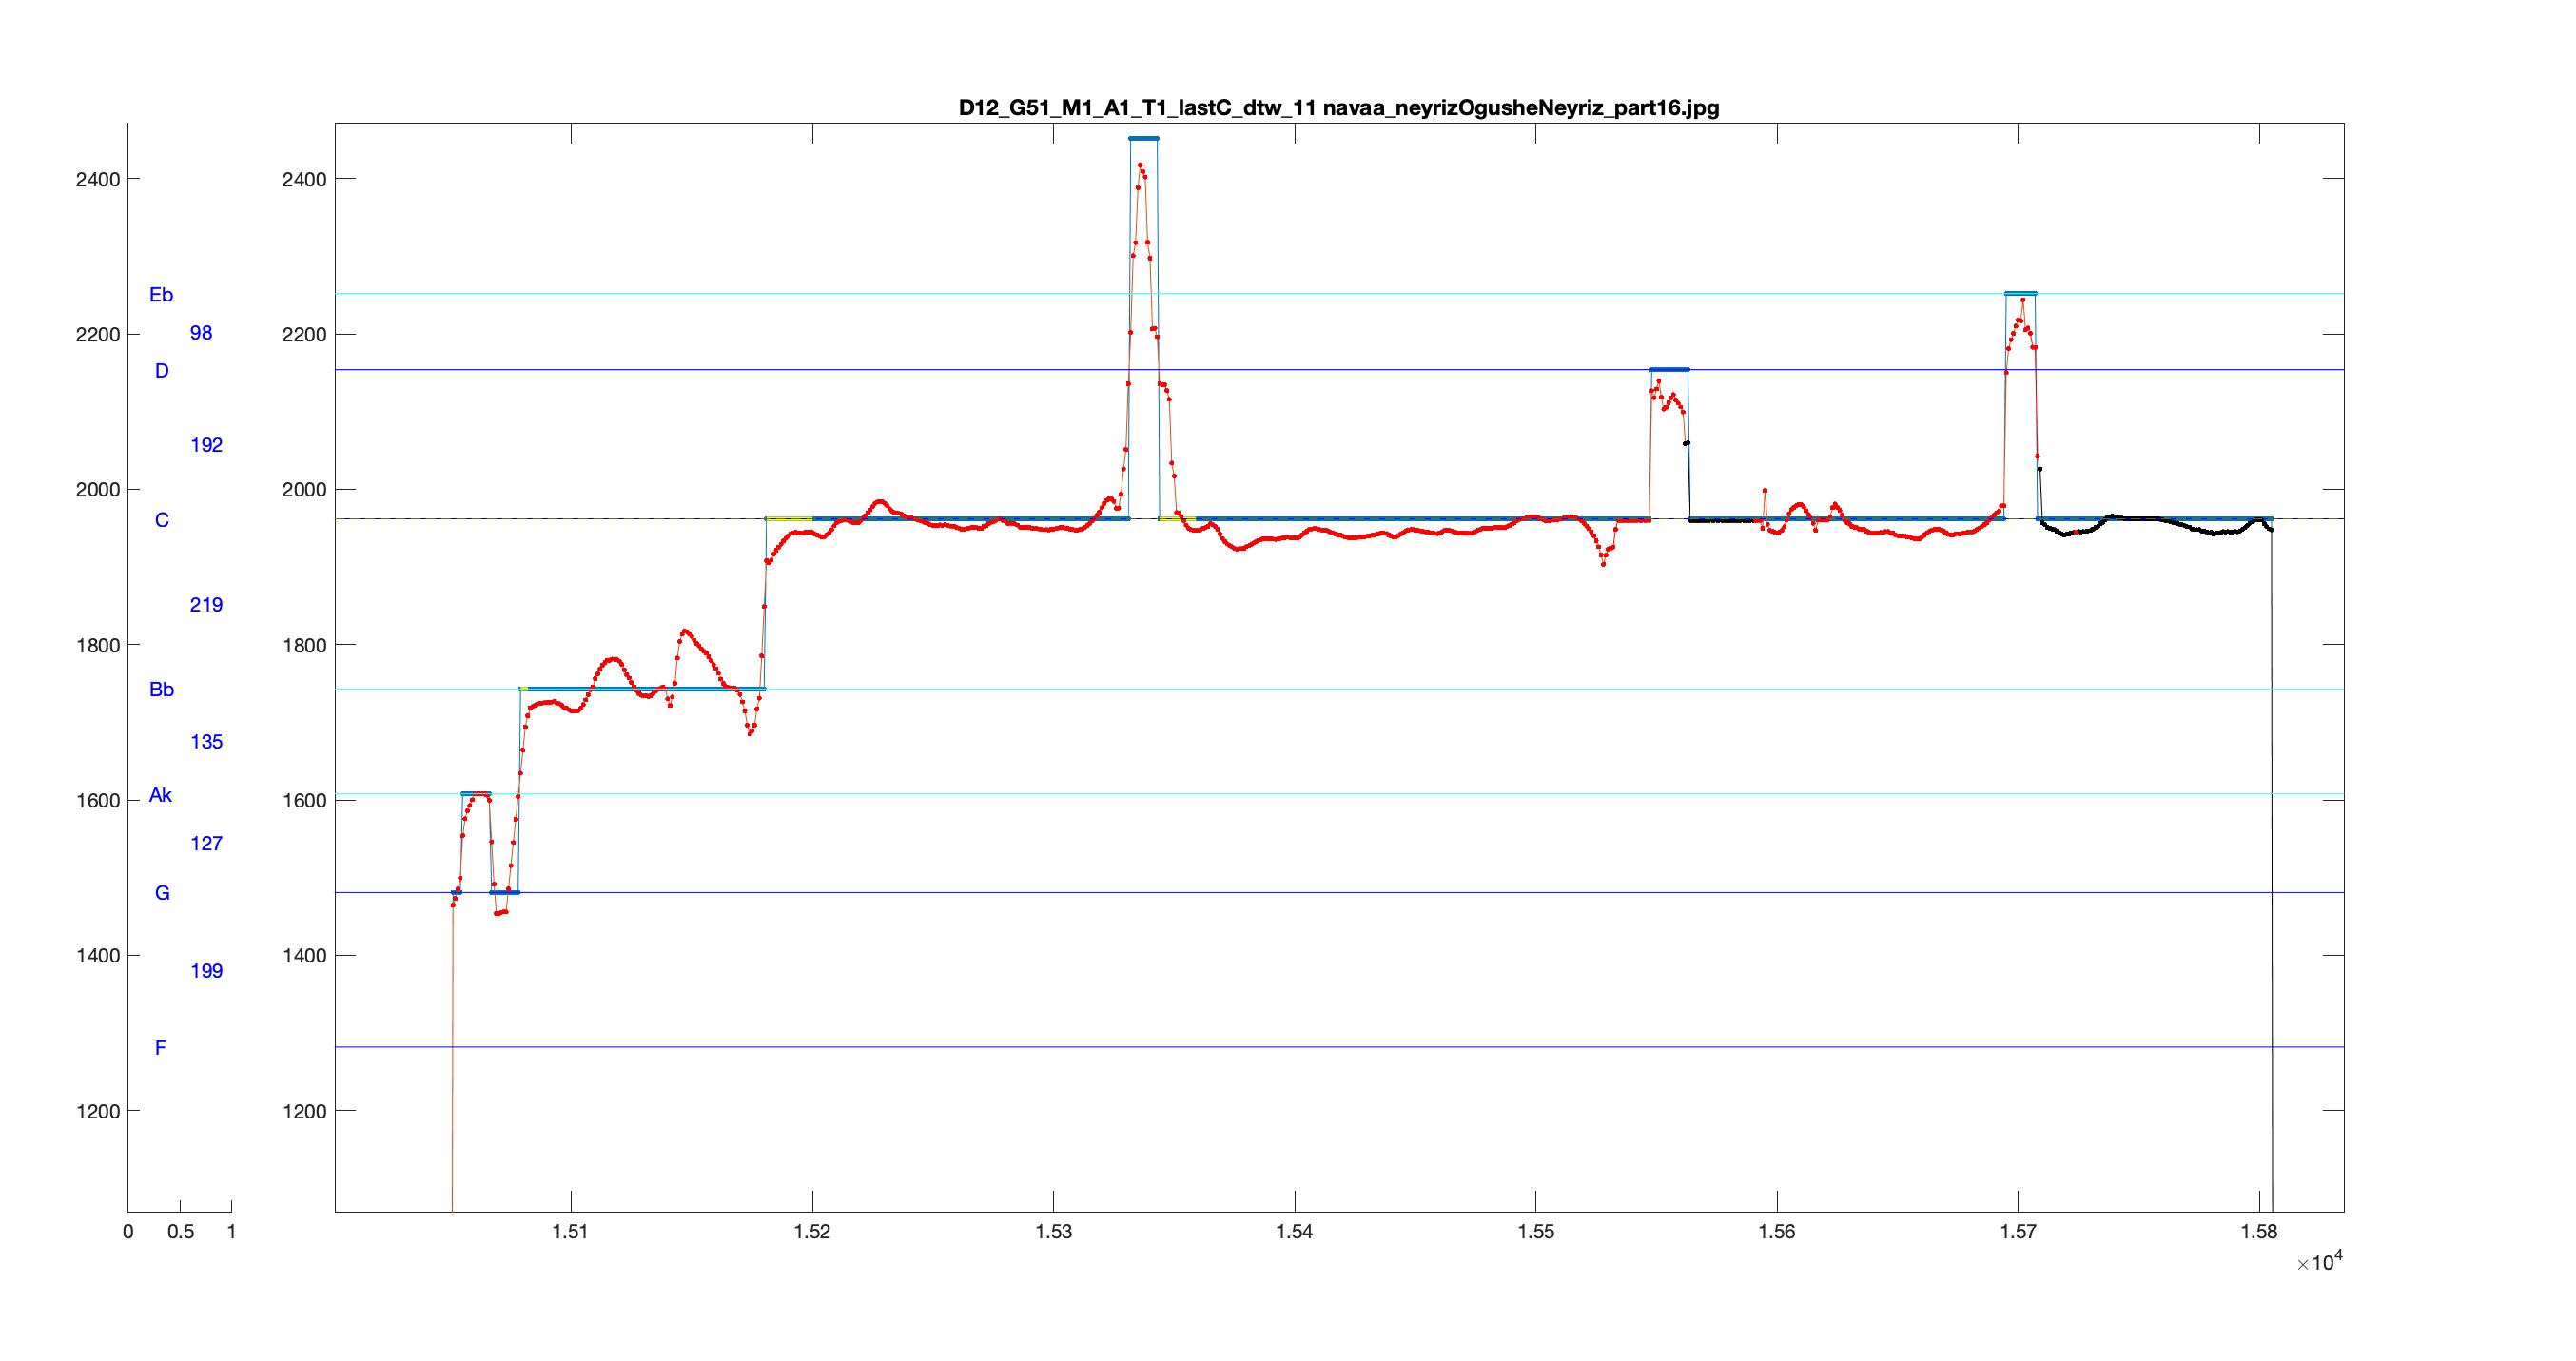 D12_G51_M1_A1_T1_lastC_dtw_11 navaa_neyrizOgusheNeyriz_part16.jpg
2400 2400
Eb
2200 98 2200
D
192
2000 2000
C
219
1800 1800
Bb
135
1600 Ak 1600
127
G
199
1400 1400
F
1200 1200
0 0.5 1 1.51 1.52 1.53 1.54 1.55 1.56 1.57 1.58
×10^4